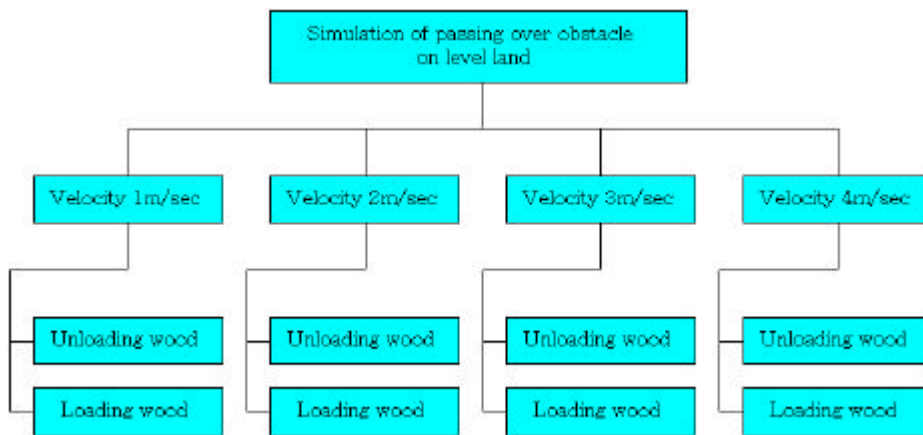 Simulation of passing over obstacle
on level land
Velocity 1m/sec
Velocity 2m/sec
Velocity 3m/sec
Velocity 4m/sec
Unloading wood
Unloading wood
Unloading wood
Unloading wood
Loading wood
Loading wood
Loading wood
Loading wood